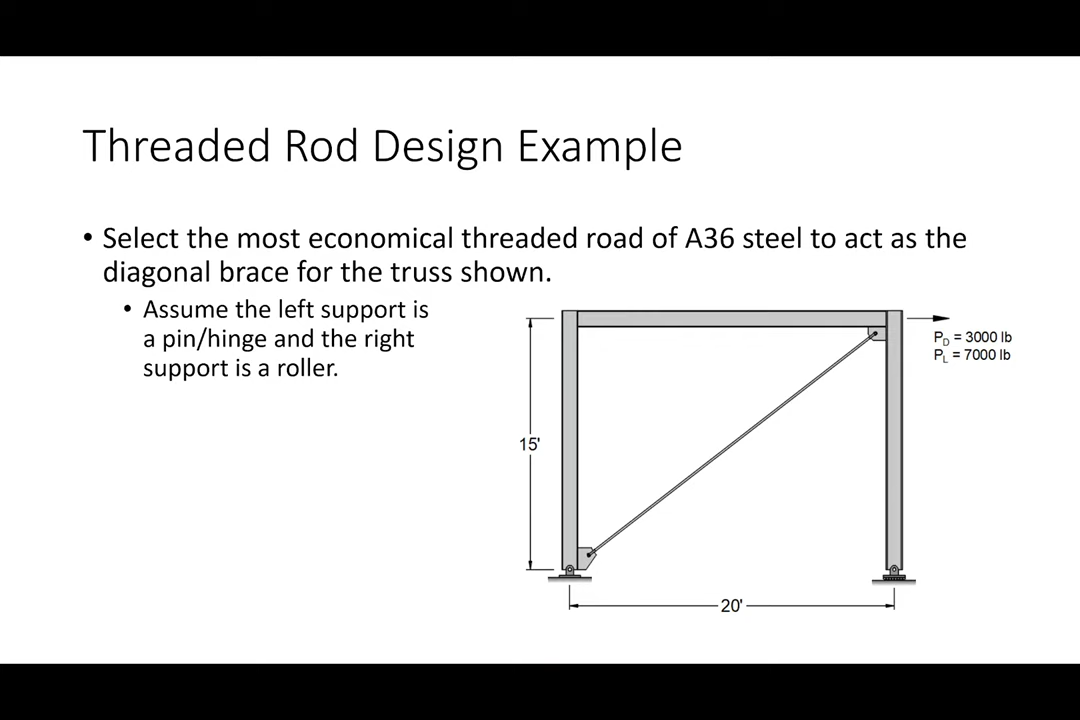 Threaded Rod Design Example
• Select the most economical threaded road of A36 steel to act as the
diagonal brace for the truss shown.
• Assume the left support is
a pin/hinge and the right
support is a roller.
P_D = 3000 lb
P_L = 7000 lb
15'
20'